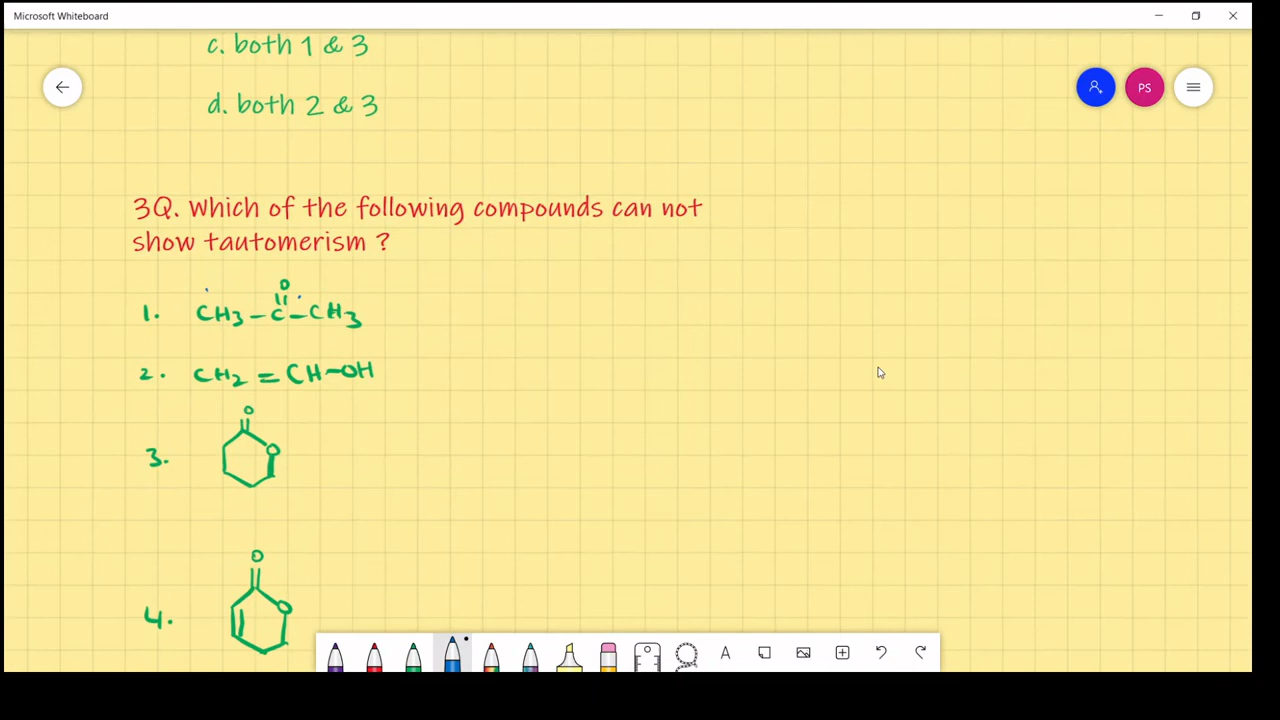 Microsoft Whiteboard
c. both 1 & 3
d. both 2 & 3
PS
3Q. Which of the following compounds can not
show tautomerism ?
O
1. CH3 - C - CH3
2. CH2 = CH-OH
O
3. O
O
4. O
A